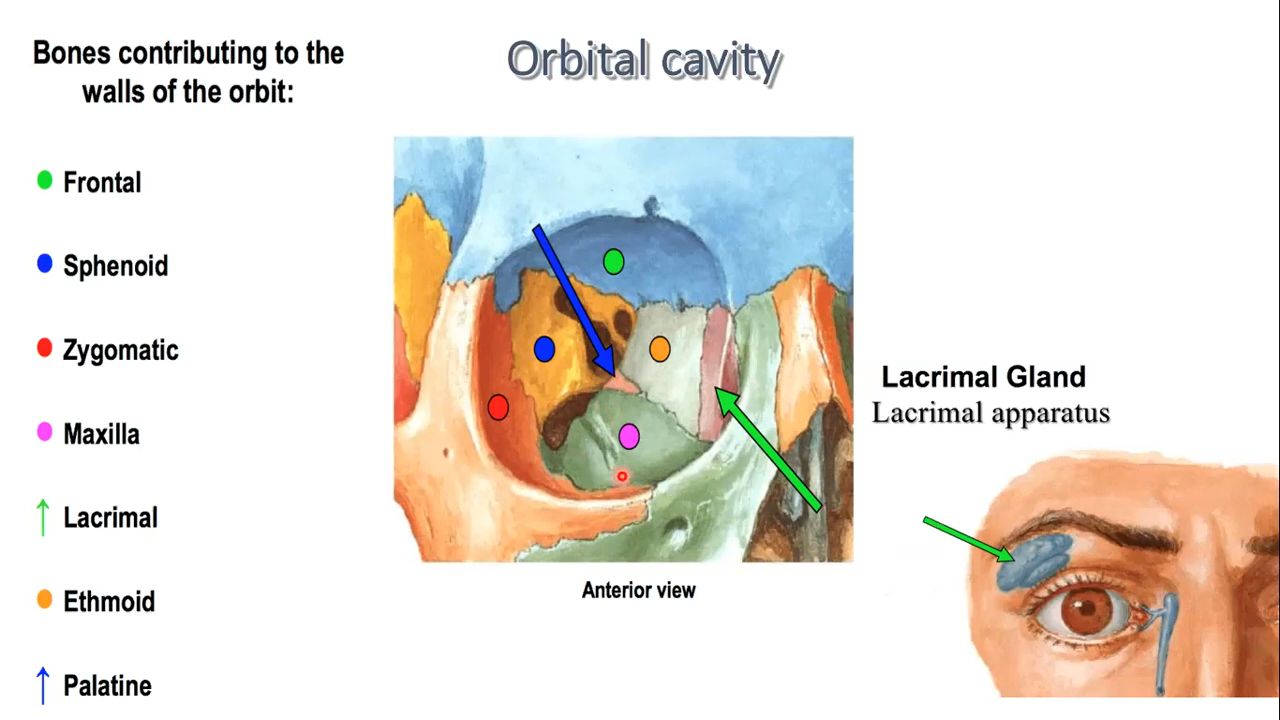 Orbital cavity
Bones contributing to the
walls of the orbit:
Frontal
Sphenoid
Zygomatic
Maxilla
Lacrimal
Ethmoid
Palatine
Anterior view
Lacrimal Gland
Lacrimal apparatus